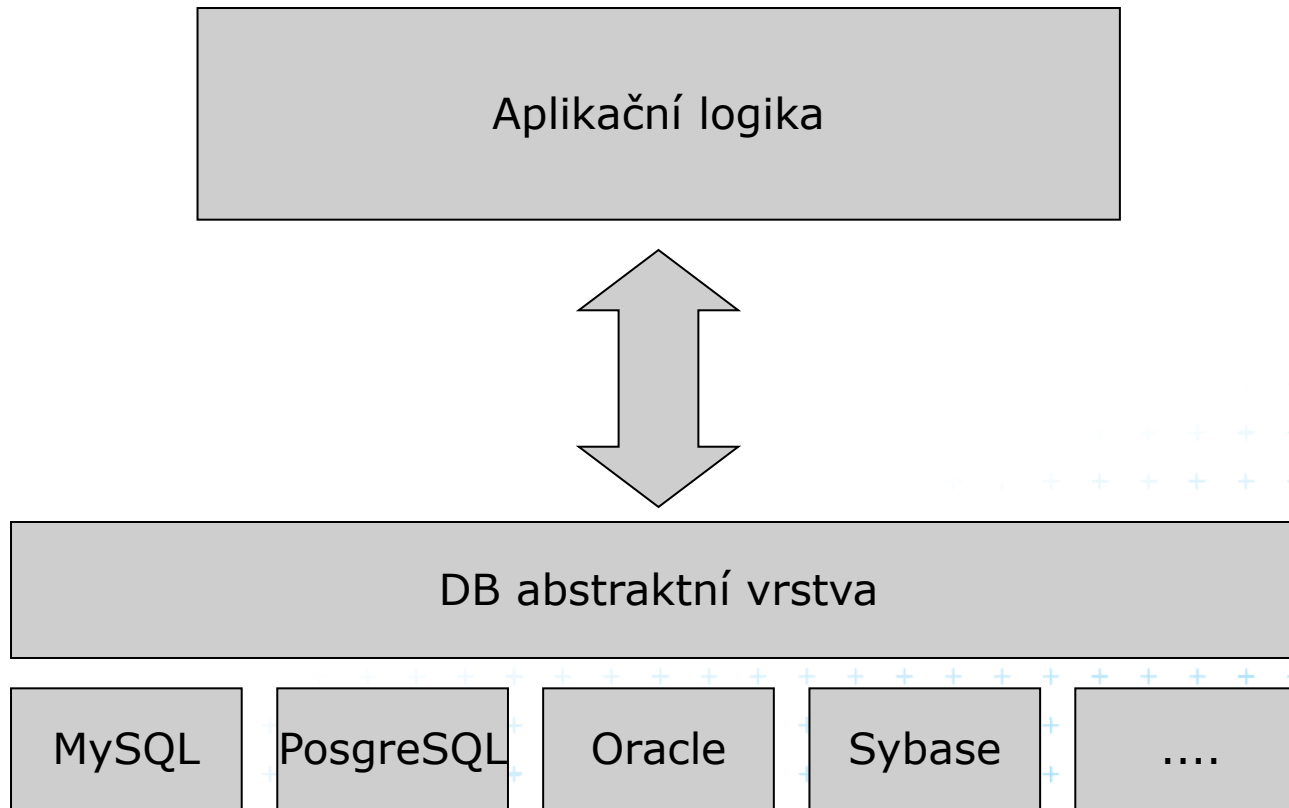 Aplikační logika
DB abstraktní vrstva
MySQL
PosgreSQL
Oracle
Sybase
....